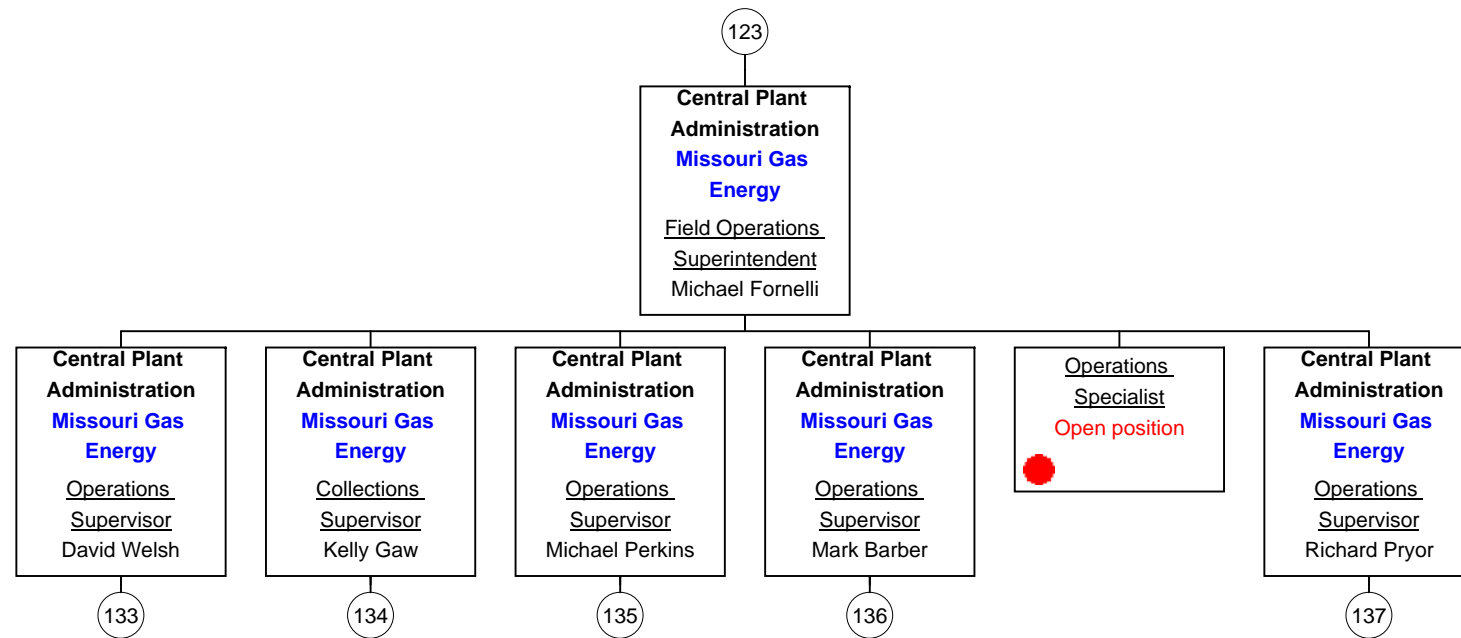 123
Central Plant
Administration
Missouri Gas
Energy
Field Operations
Superintendent
Michael Fornelli
Central Plant
Administration
Missouri Gas
Energy
Operations
Supervisor
David Welsh
133
Central Plant
Administration
Missouri Gas
Energy
Collections
Supervisor
Kelly Gaw
134
Central Plant
Administration
Missouri Gas
Energy
Operations
Supervisor
Michael Perkins
135
Central Plant
Administration
Missouri Gas
Energy
Operations
Supervisor
Mark Barber
136
Operations
Specialist
Open position
Central Plant
Administration
Missouri Gas
Energy
Operations
Supervisor
Richard Pryor
137